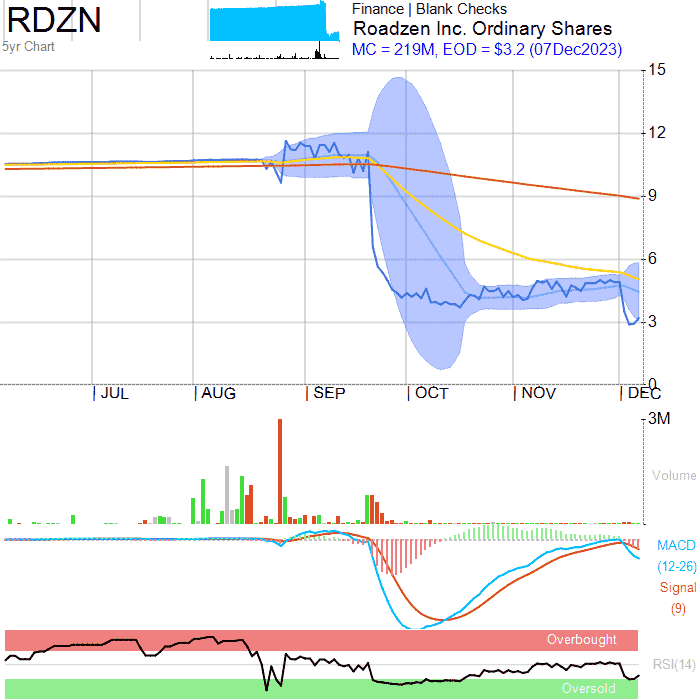 RDZN
5yr Chart
Finance | Blank Checks
Roadzen Inc. Ordinary Shares
MC = 219M, EOD = $3.2 (07Dec2023)
15
12
9
6
3
0
JUL AUG SEP OCT NOV DEC
3M
Volume
MACD
(12-26)
Signal
(9)
Overbought
RSI(14)
Oversold